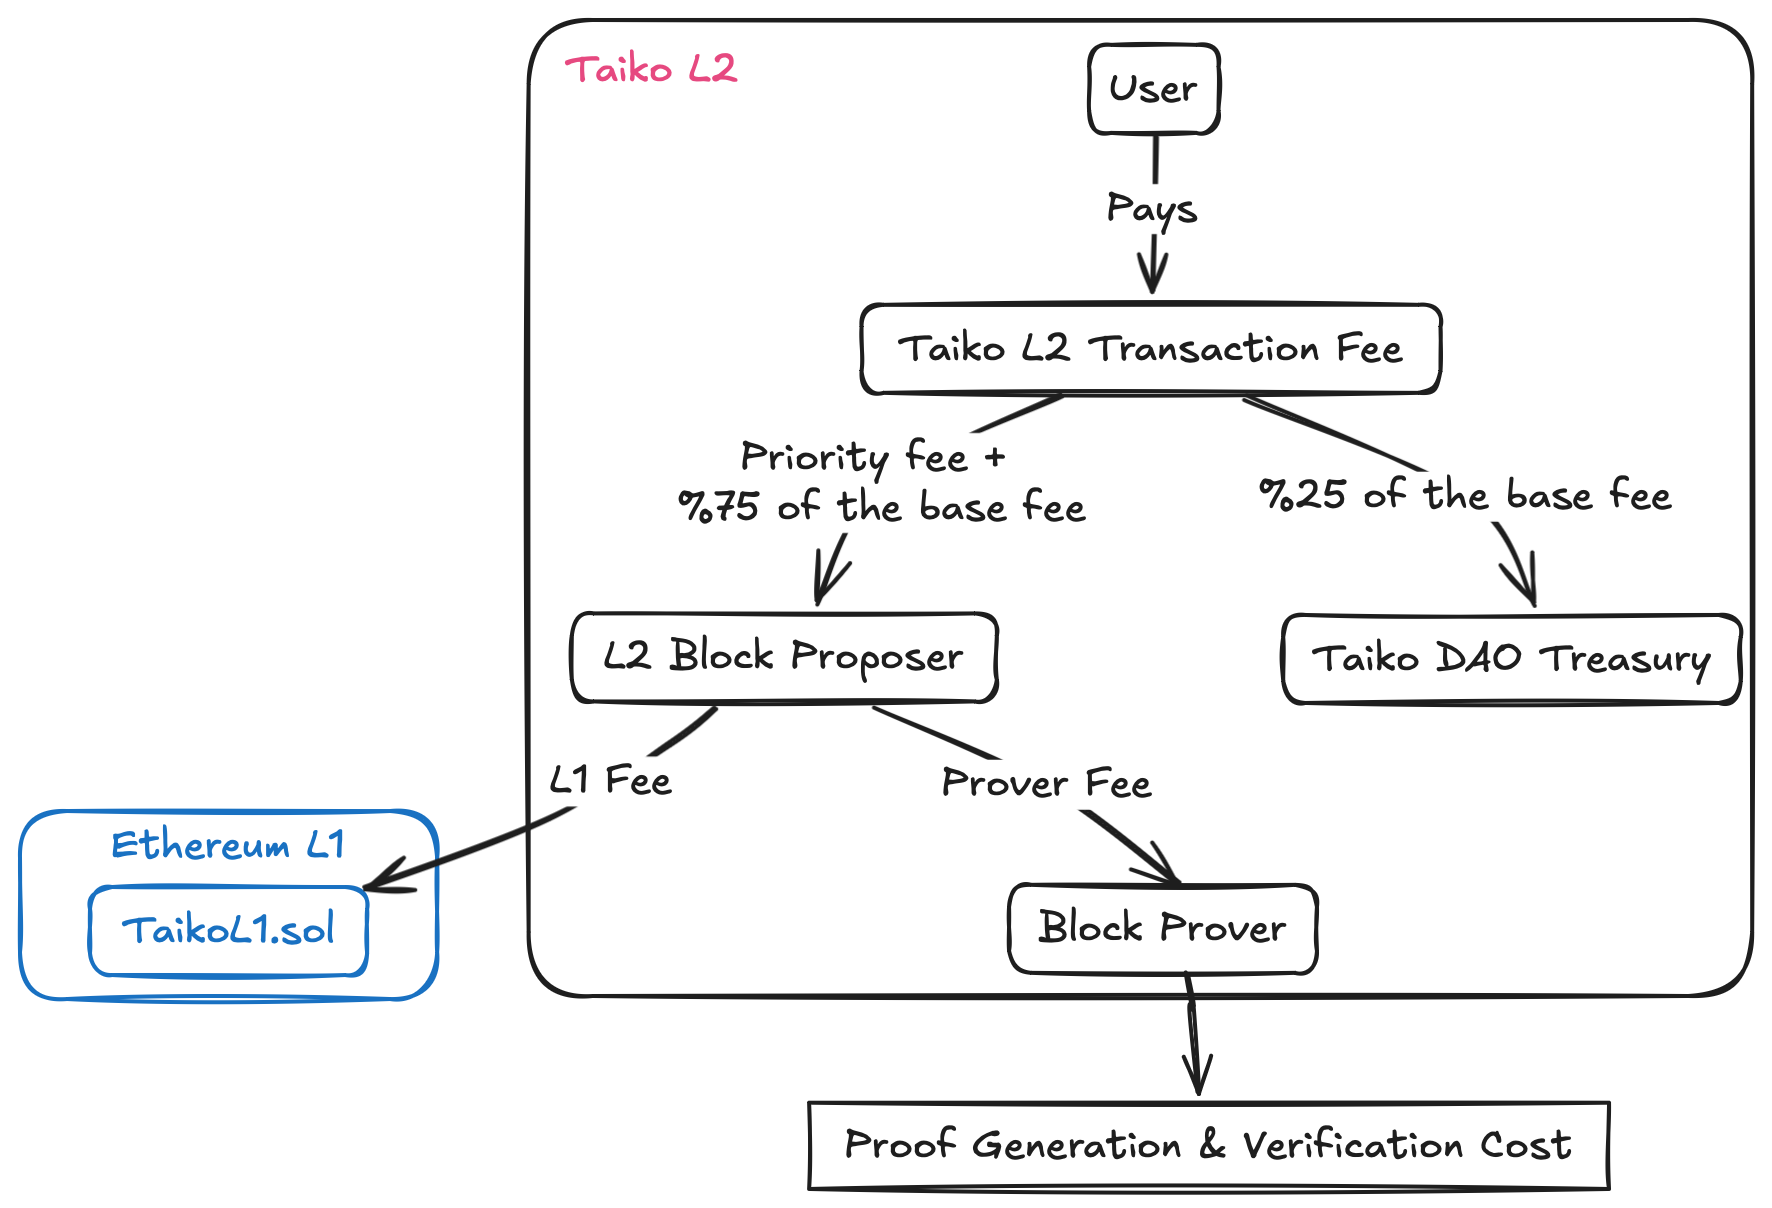 Taiko L2
User
Pays
Taiko L2 Transaction Fee
Priority fee +
%75 of the base fee
%25 of the base fee
L2 Block Proposer
Taiko DAO Treasury
L1 Fee
Prover Fee
Ethereum L1
TaikoL1.sol
Block Prover
Proof Generation & Verification Cost